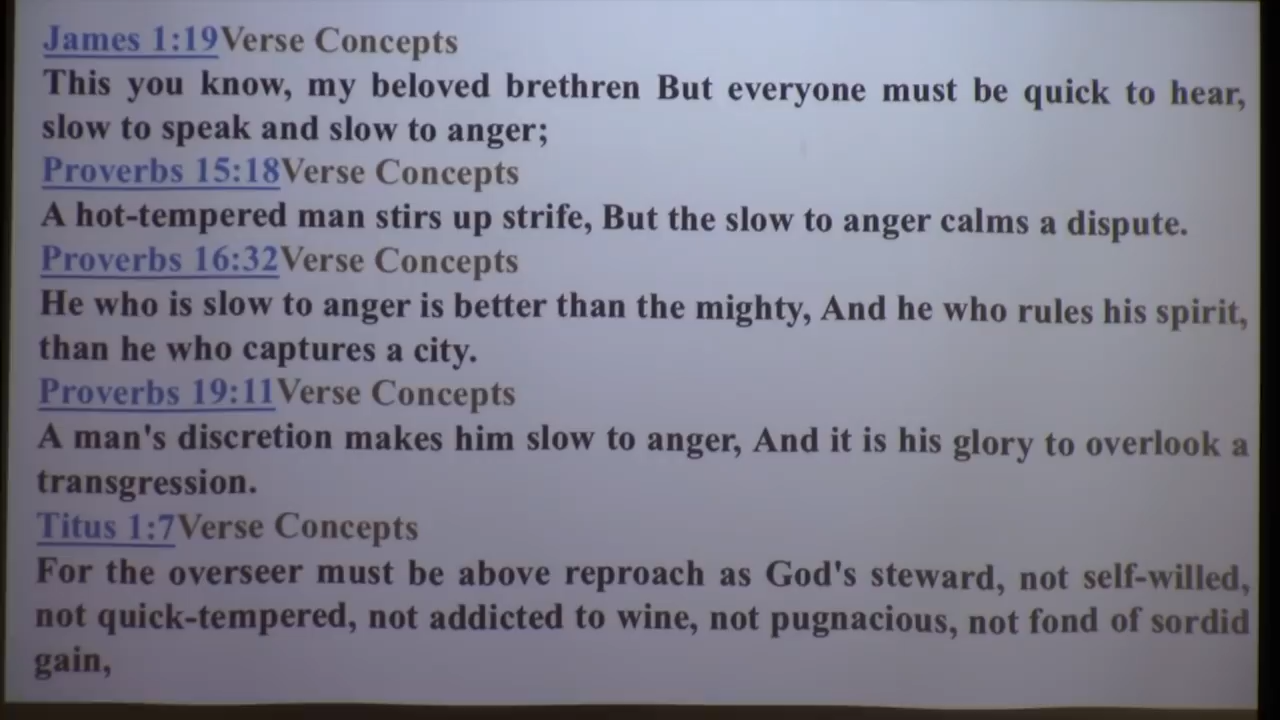 James 1:19Verse Concepts
This you know, my beloved brethren But everyone must be quick to hear,
slow to speak and slow to anger;
Proverbs 15:18Verse Concepts
A hot-tempered man stirs up strife, But the slow to anger calms a dispute.
Proverbs 16:32Verse Concepts
He who is slow to anger is better than the mighty, And he who rules his spirit,
than he who captures a city.
Proverbs 19:11Verse Concepts
A man's discretion makes him slow to anger, And it is his glory to overlook a
transgression.
Titus 1:7Verse Concepts
For the overseer must be above reproach as God's steward, not self-willed,
not quick-tempered, not addicted to wine, not pugnacious, not fond of sordid
gain,